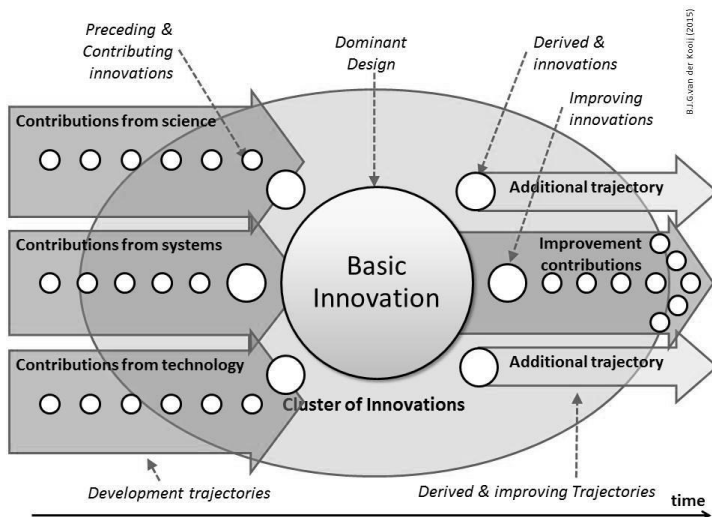 Preceding &
Contributing
innovations
Dominant
Design
Derived &
innovations
Improving
innovations
B.J.G.van der Kooij (2015)
Contributions from science
Additional trajectory
Contributions from systems
Improvement
contributions
Basic
Innovation
Contributions from technology
Additional trajectory
Cluster of Innovations
Development trajectories
Derived & improving Trajectories
time